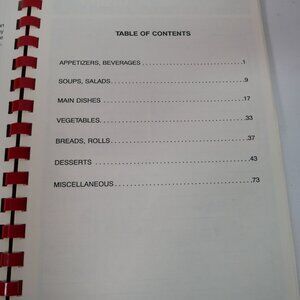 TABLE OF CONTENTS
APPETIZERS, BEVERAGES . . . . . . . . . . . . . . . . . . . . . . . . . . 1
SOUPS, SALADS . . . . . . . . . . . . . . . . . . . . . . . . . . . . . . . . . . 9
MAIN DISHES . . . . . . . . . . . . . . . . . . . . . . . . . . . . . . . . . . . 17
VEGETABLES. . . . . . . . . . . . . . . . . . . . . . . . . . . . . . . . . . . . 33
BREADS, ROLLS . . . . . . . . . . . . . . . . . . . . . . . . . . . . . . . . . 37
DESSERTS . . . . . . . . . . . . . . . . . . . . . . . . . . . . . . . . . . . . . 43
MISCELLANEOUS . . . . . . . . . . . . . . . . . . . . . . . . . . . . . . . . 73